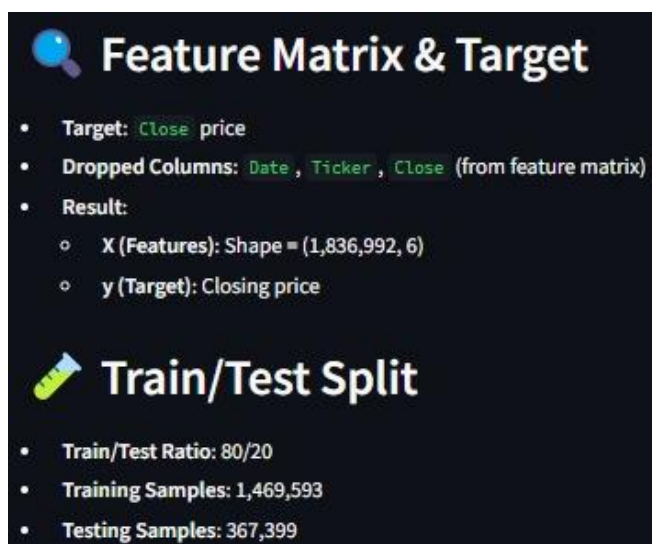 Feature Matrix & Target
Target: Close price
Dropped Columns: Date, Ticker, Close (from feature matrix)
Result:
X (Features): Shape = (1,836,992, 6)
y (Target): Closing price
Train/Test Split
Train/Test Ratio: 80/20
Training Samples: 1,469,593
Testing Samples: 367,399